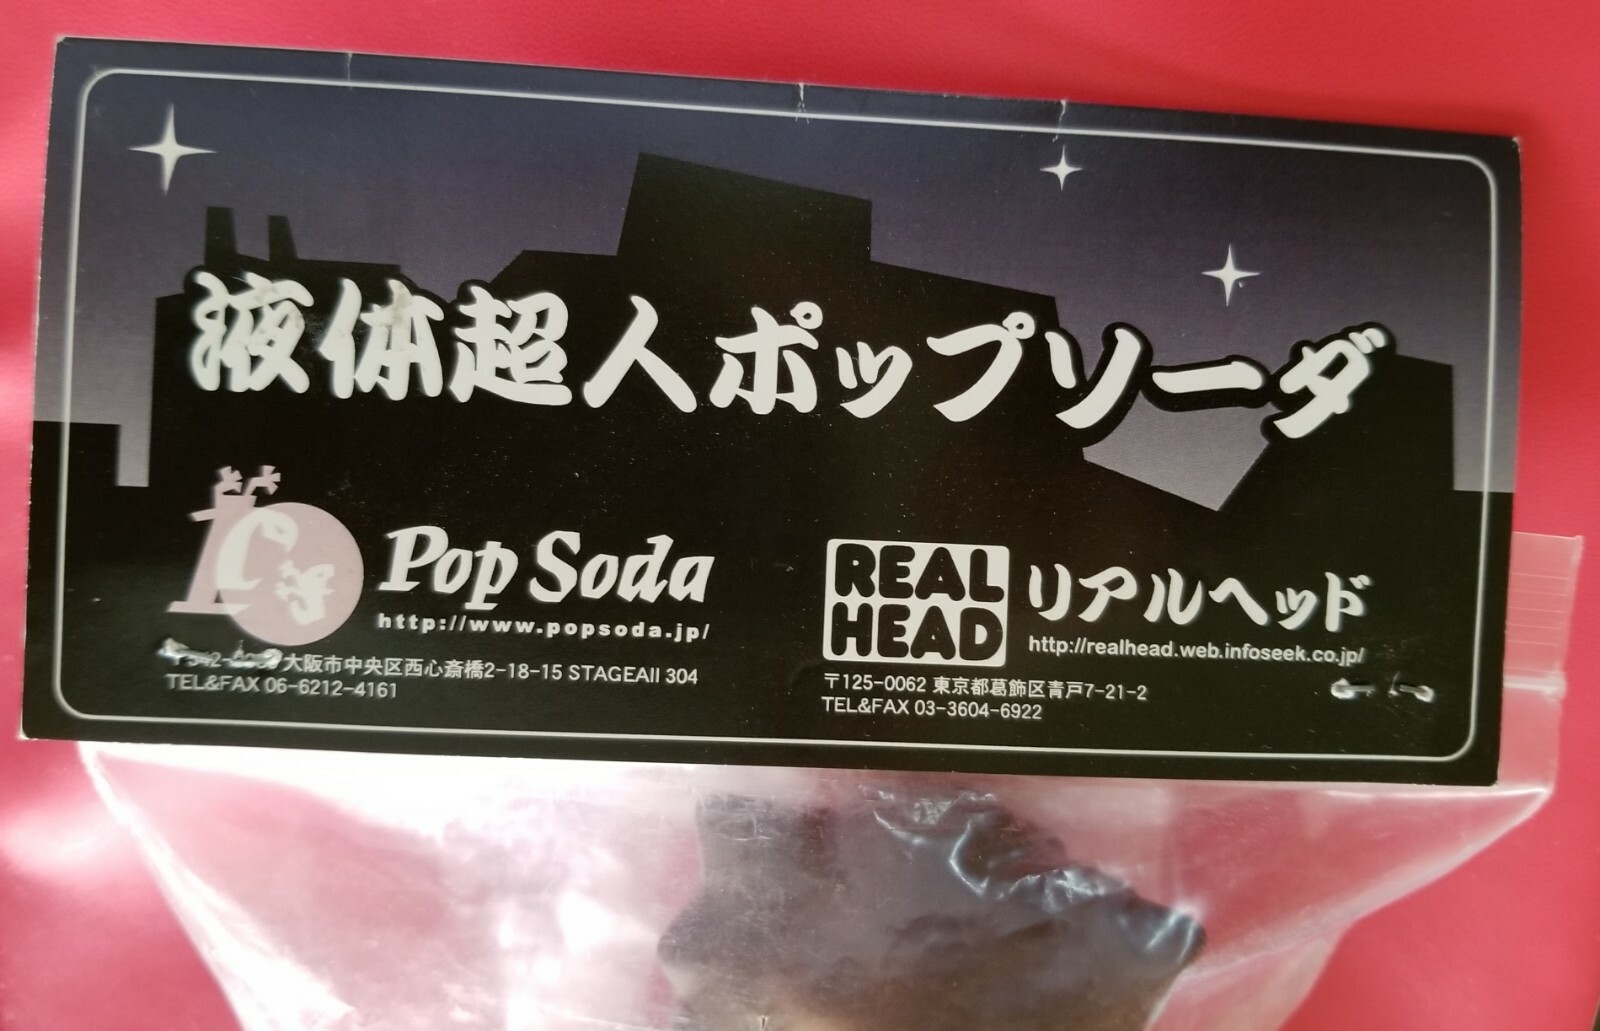 液体超人ポップソーダ
Pop Soda
http://www.popsoda.jp/
大阪市中央区西心斎橋2-18-15 STAGEAII 304
TEL&FAX 06-6212-4161
REAL
HEAD
リアルヘッド
http://realhead.web.infoseek.co.jp/
〒125-0062 東京都葛飾区青戸7-21-2
TEL&FAX 03-3604-6922